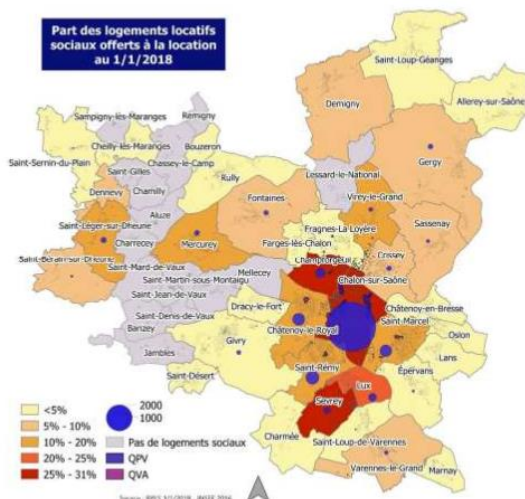 Part des logements locatifs
sociaux offerts à la location
au 1/1/2018
Saint-Loup-Géanges
Allerey-sur-Saône
Demigny
Sampigny-lès-Maranges
Remigny
Cheilly-lès-Maranges
Bouzeron
Saint-Sernin-du-Plain
Chassey-le-Camp
Saint-Gilles
Rully
Lessard-le-National
Gergy
Dennevy
Chamilly
Fontaines
Virey-le-Grand
Saint-Léger-sur-Dheune
Aluze
Fragnes-La Loyère
Sassenay
Charrecey
Mercurey
Farges-lès-Chalon
Crissey
Saint-Bérain-sur-Dheune
Champforgeuil
Saint-Mard-de-Vaux
Mellecey
Chalon-sur-Saône
Saint-Martin-sous-Montaigu
Saint-Jean-de-Vaux
Dracy-le-Fort
Châtenoy-en-Bresse
Saint-Denis-de-Vaux
Châtenoy-le-Royal
Saint-Marcel
Oslon
Barizey
Givry
Lans
Jambles
Saint-Rémy
Épervans
Saint-Désert
Lux
Sevrey
Charmée
Saint-Loup-de-Varennes
Varennes-le-Grand
Marnay
<5%
5% - 10%
10% - 20%
20% - 25%
25% - 31%
2000
1000
Pas de logements sociaux
QPV
QVA